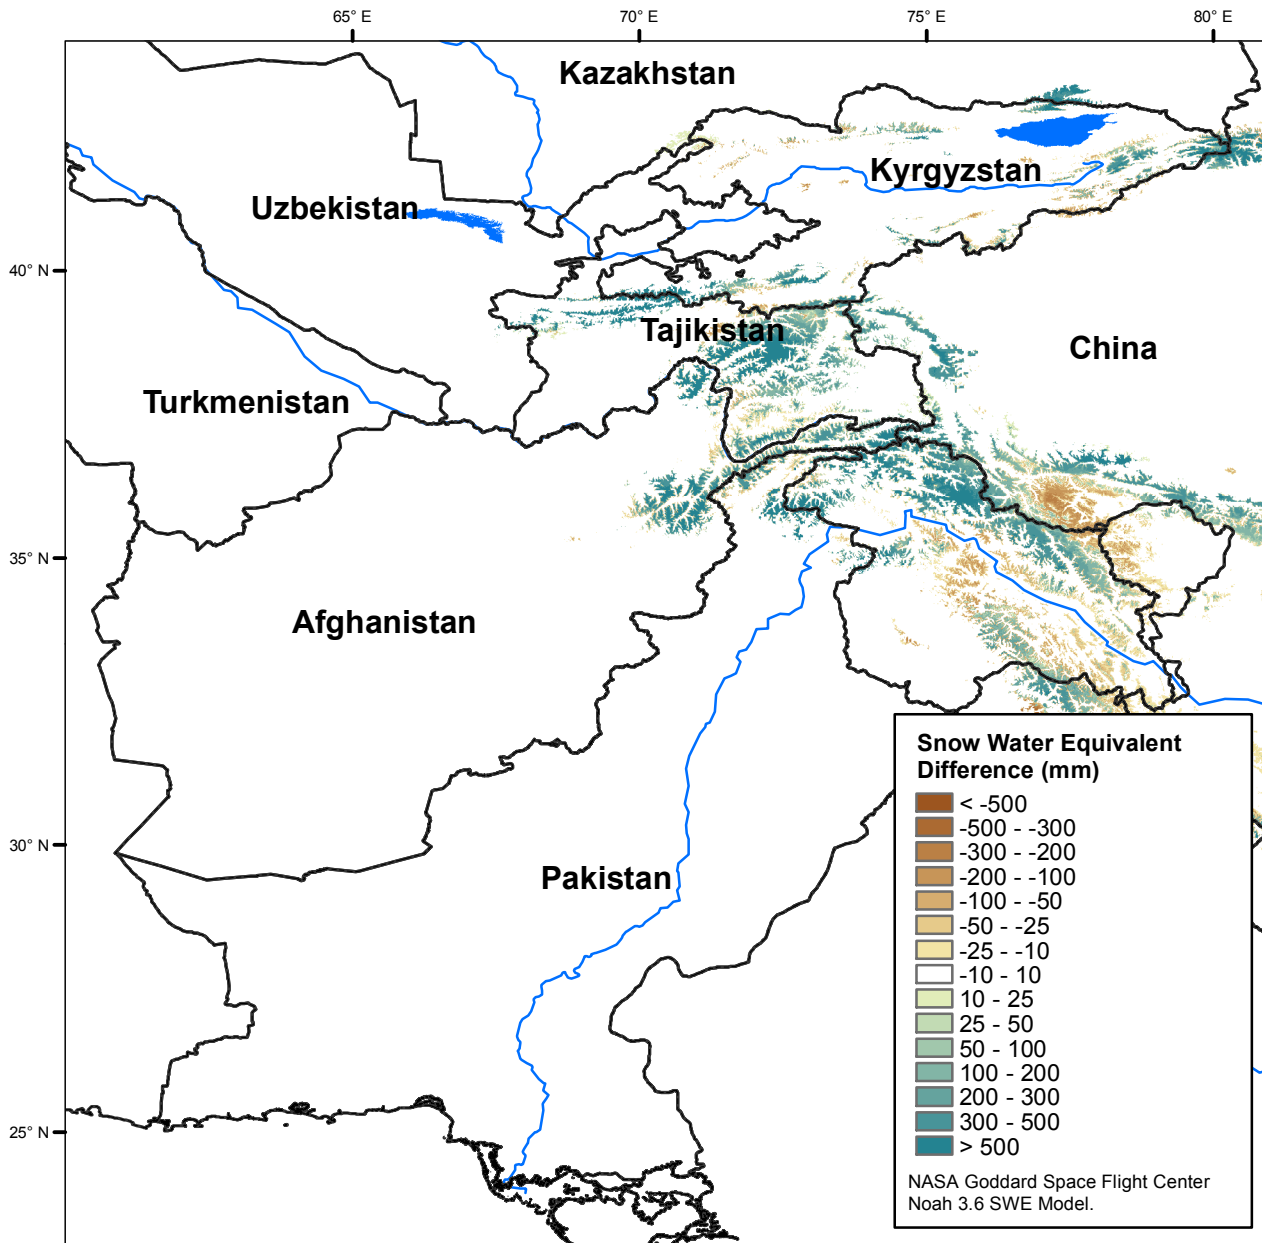 65° E
70° E
75° E
80° E
Kazakhstan
Kyrgyzstan
Uzbekistan
40° N
Tajikistan
China
Turkmenistan
35° N
Afghanistan
Snow Water Equivalent
Difference (mm)
< -500
-500 - -300
-300 - -200
-200 - -100
-100 - -50
-50 - -25
-25 - -10
-10 - 10
10 - 25
25 - 50
50 - 100
100 - 200
200 - 300
300 - 500
> 500
30° N
Pakistan
25° N
NASA Goddard Space Flight Center
Noah 3.6 SWE Model.